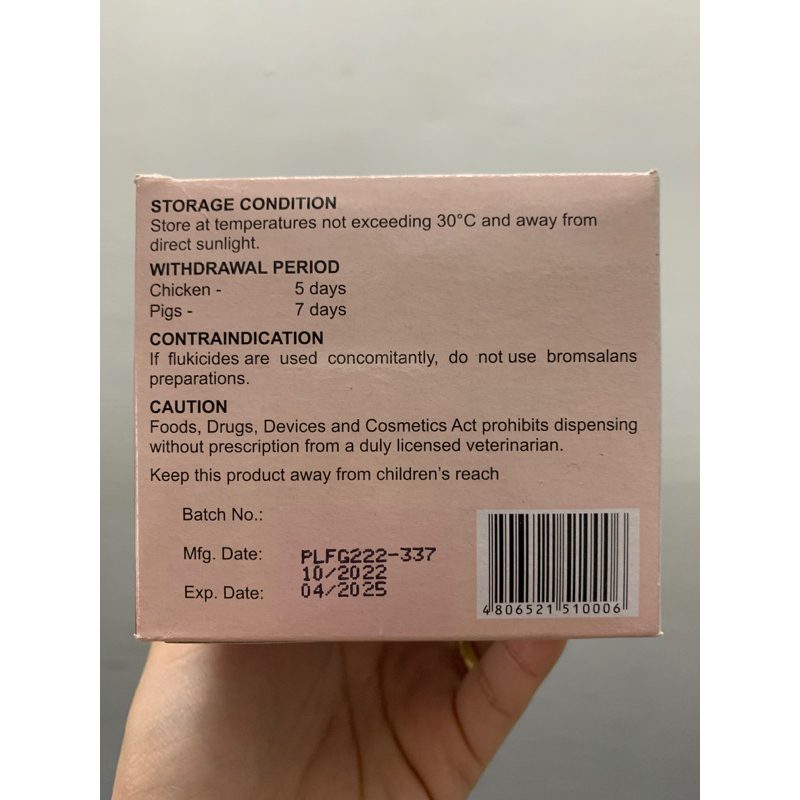 STORAGE CONDITION
Store at temperatures not exceeding 30°C and away from
direct sunlight.
WITHDRAWAL PERIOD
Chicken - 5 days
Pigs - 7 days
CONTRAINDICATION
If flukicides are used concomitantly, do not use bromsalans
preparations.
CAUTION
Foods, Drugs, Devices and Cosmetics Act prohibits dispensing
without prescription from a duly licensed veterinarian.
Keep this product away from children's reach
Batch No.:
Mfg. Date: PLFG222-337
10/2022
Exp. Date: 04/2025
4 806521 510006